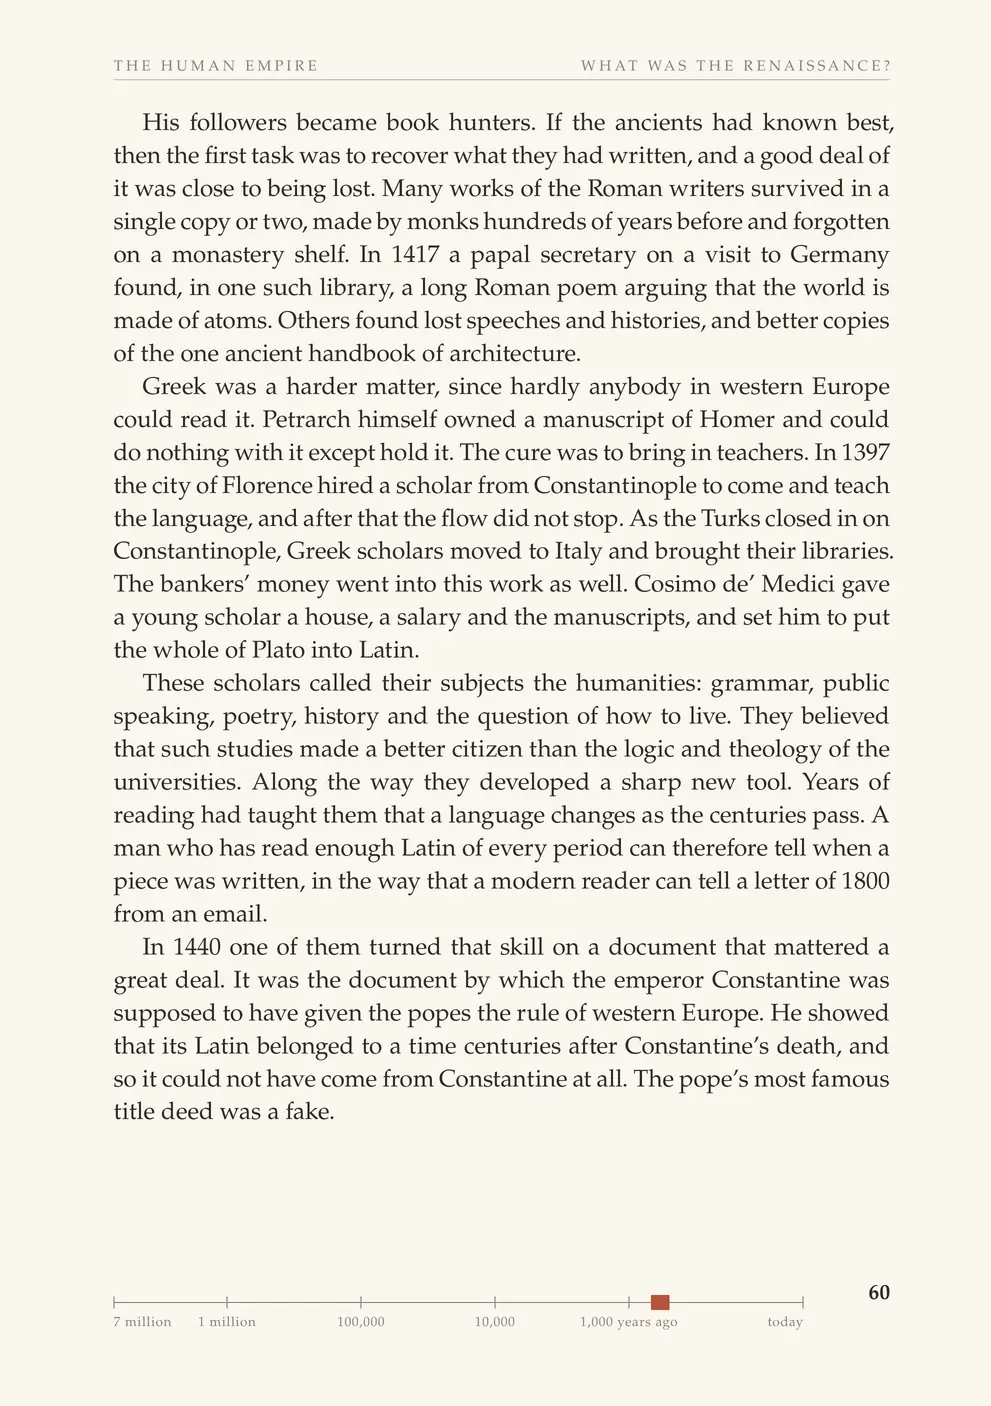 THE HUMAN EMPIRE
WHAT WAS THE RENAISSANCE?
His followers became book hunters. If the ancients had known best,
then the first task was to recover what they had written, and a good deal of
it was close to being lost. Many works of the Roman writers survived in a
single copy or two, made by monks hundreds of years before and forgotten
on a monastery shelf. In 1417 a papal secretary on a visit to Germany
found, in one such library, a long Roman poem arguing that the world is
made of atoms. Others found lost speeches and histories, and better copies
of the one ancient handbook of architecture.
Greek was a harder matter, since hardly anybody in western Europe
could read it. Petrarch himself owned a manuscript of Homer and could
do nothing with it except hold it. The cure was to bring in teachers. In 1397
the city of Florence hired a scholar from Constantinople to come and teach
the language, and after that the flow did not stop. As the Turks closed in on
Constantinople, Greek scholars moved to Italy and brought their libraries.
The bankers’ money went into this work as well. Cosimo de’ Medici gave
a young scholar a house, a salary and the manuscripts, and set him to put
the whole of Plato into Latin.
These scholars called their subjects the humanities: grammar, public
speaking, poetry, history and the question of how to live. They believed
that such studies made a better citizen than the logic and theology of the
universities. Along the way they developed a sharp new tool. Years of
reading had taught them that a language changes as the centuries pass. A
man who has read enough Latin of every period can therefore tell when a
piece was written, in the way that a modern reader can tell a letter of 1800
from an email.
In 1440 one of them turned that skill on a document that mattered a
great deal. It was the document by which the emperor Constantine was
supposed to have given the popes the rule of western Europe. He showed
that its Latin belonged to a time centuries after Constantine’s death, and
so it could not have come from Constantine at all. The pope’s most famous
title deed was a fake.
60
7 million 1 million 100,000 10,000 1,000 years ago today